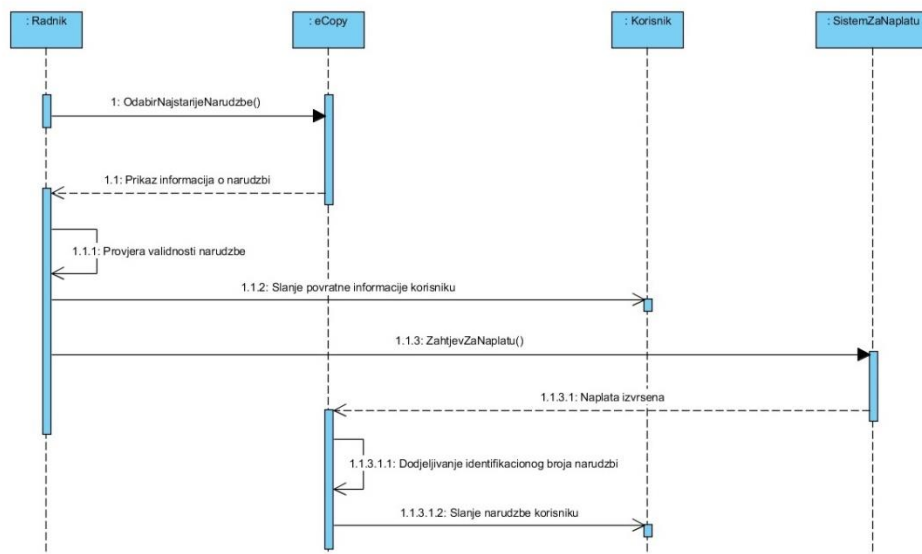 : Radnik
: eCopy
: Korisnik
: SistemZaNaplatu
1: OdabirNajstarijeNarudzbe()
1.1: Prikaz informacija o narudzbi
1.1.1: Provjera validnosti narudzbe
1.1.2: Slanje povratne informacije korisniku
1.1.3: ZahtjevZaNaplatu()
1.1.3.1: Naplata izvrsena
1.1.3.1.1: Dodjeljivanje identifikacionog broja narudzbi
1.1.3.1.2: Slanje narudzbe korisniku